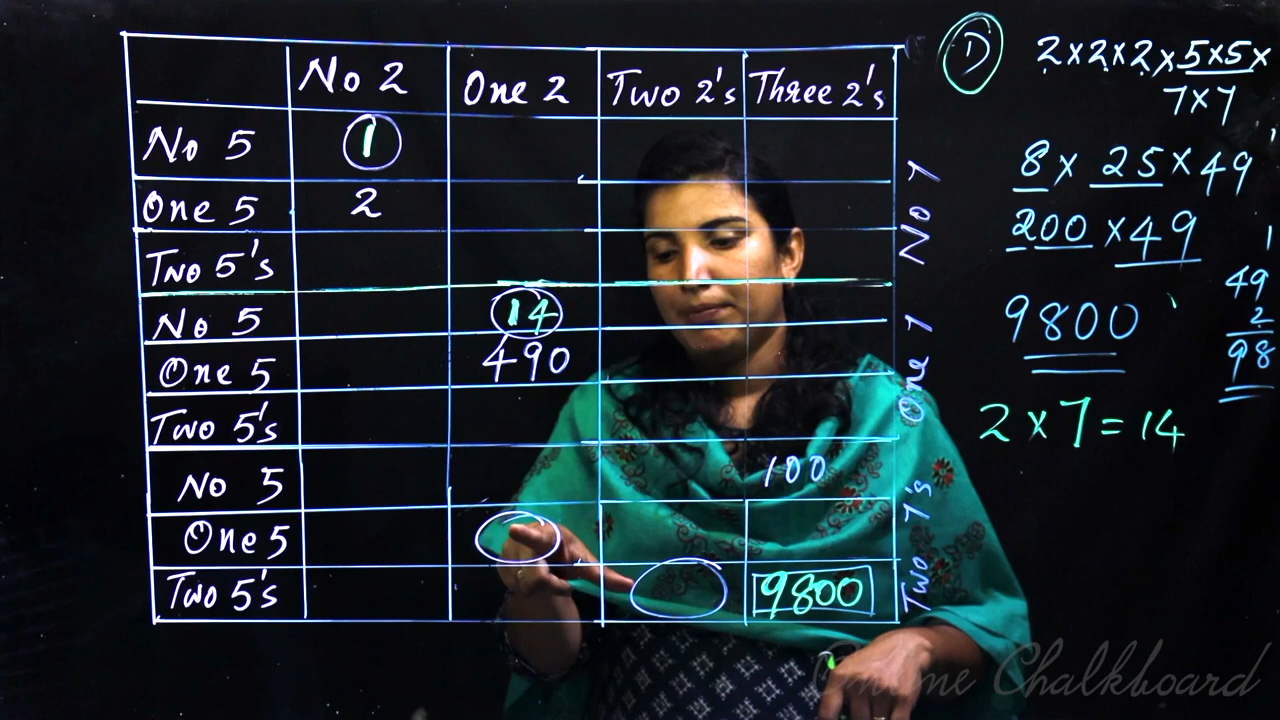 No 2 One 2 Two 2's Three 2's
No 5 1
One 5 2
Two 5's
No 5 14
One 5 490
Two 5's
No 5 100
One 5
Two 5's 9800
No 7
One 7
Two 7's
1)
2×2×2×5×5×
7×7
8× 25×49
200 ×49
9800
1
49
2
98
2×7=14
Online Chalkboard